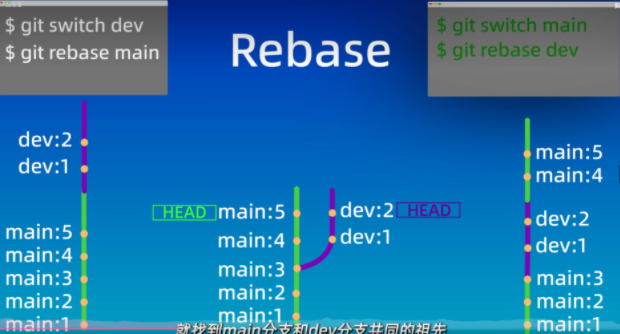 $ git switch dev
$ git rebase main
Rebase
$ git switch main
$ git rebase dev
dev:2
dev:1
main:5
main:4
main:3
main:2
main:1
HEAD main:5
main:4
main:3
main:2
main:1
dev:2 HEAD
dev:1
main:5
main:4
dev:2
dev:1
main:3
main:2
main:1
就找到main分支和dev分支共同的祖先